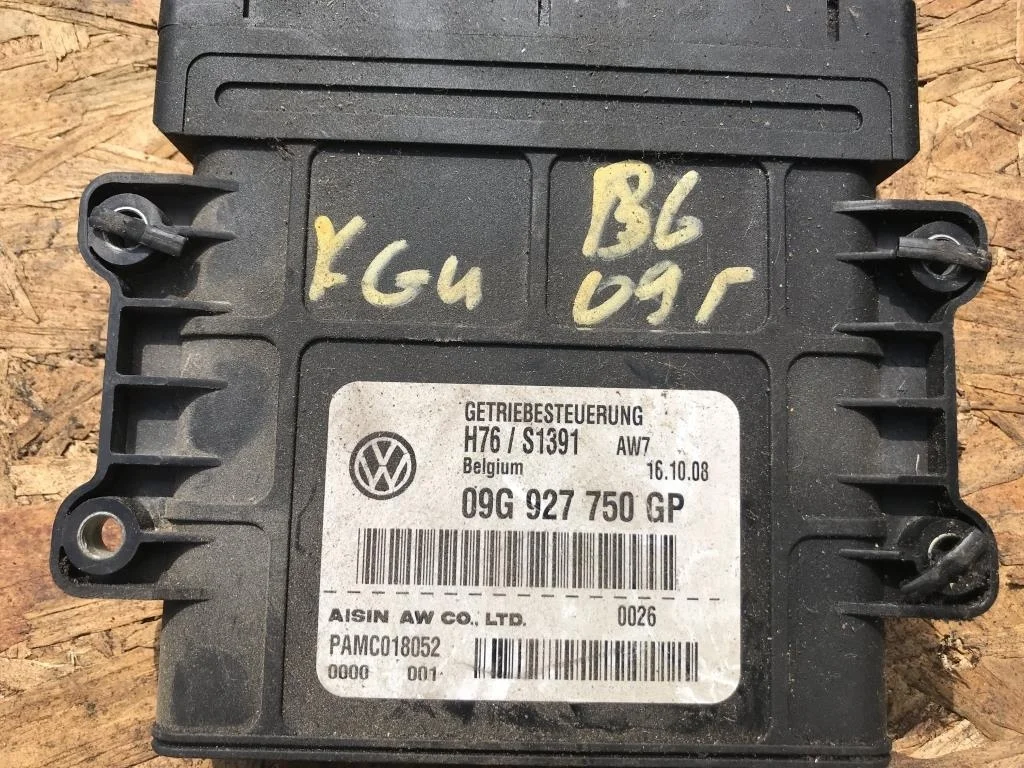 B6
KGu
09г
GETRIEBESTEUERUNG
H76 / S1391 AW7
Belgium 16.10.08
09G 927 750 GP
AISIN AW CO., LTD. 0026
PAMC018052
0000 001